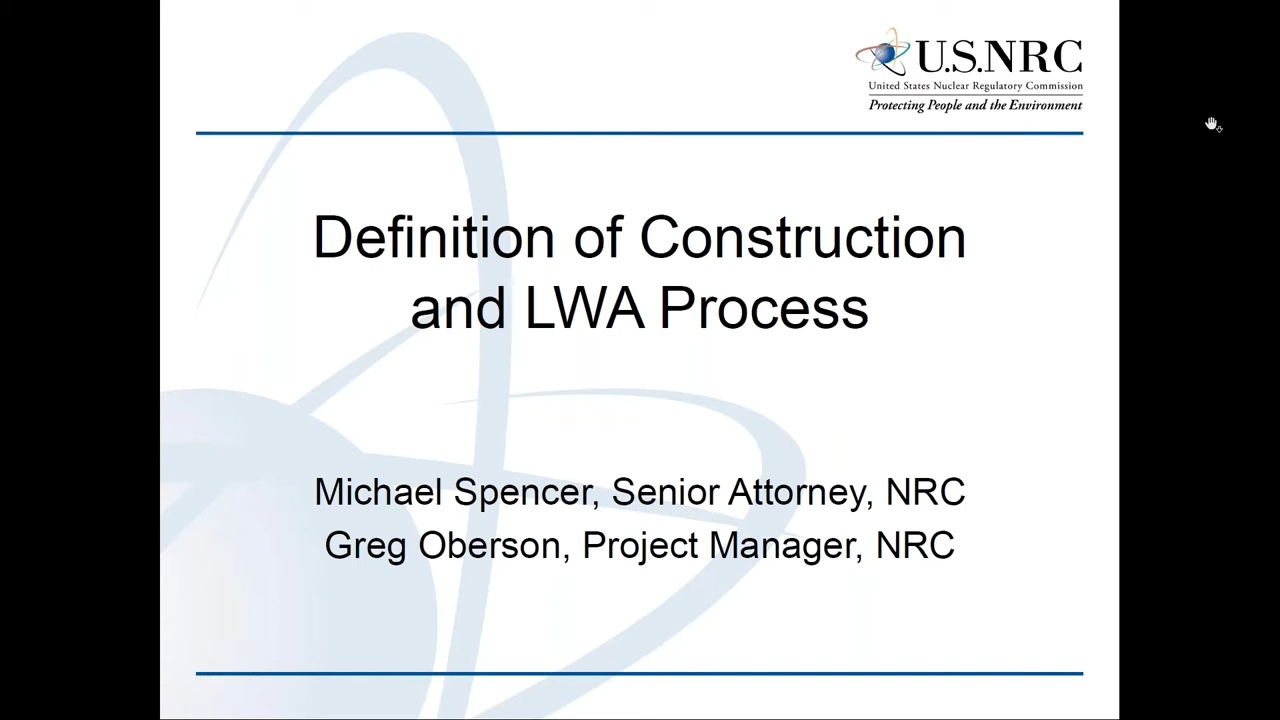 U.S.NRC
United States Nuclear Regulatory Commission
Protecting People and the Environment
Definition of Construction
and LWA Process
Michael Spencer, Senior Attorney, NRC
Greg Oberson, Project Manager, NRC